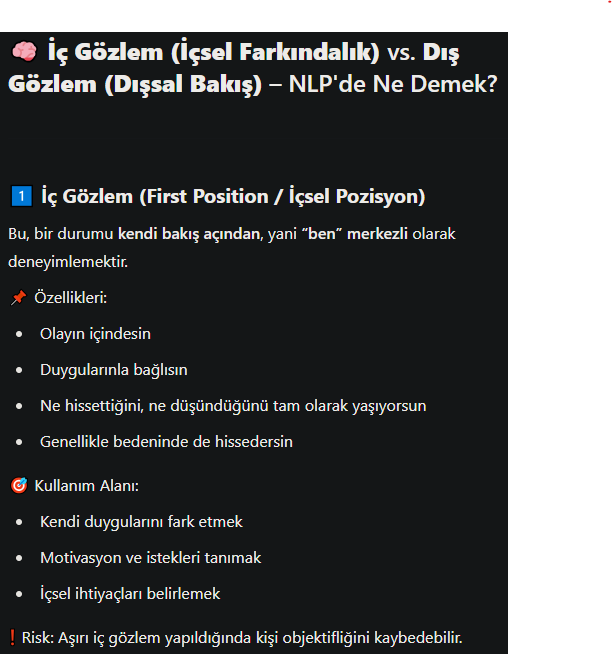 🧠 İç Gözlem (İçsel Farkındalık) vs. Dış
Gözlem (Dışsal Bakış) – NLP'de Ne Demek?
1️⃣ İç Gözlem (First Position / İçsel Pozisyon)
Bu, bir durumu kendi bakış açından, yani “ben” merkezli olarak
deneyimlemektir.
📌 Özellikleri:
• Olayın içindesin
• Duygularınla bağlısın
• Ne hissettiğini, ne düşündüğünü tam olarak yaşıyorsun
• Genellikle bedeninde de hissedersin
🎯 Kullanım Alanı:
• Kendi duygularını fark etmek
• Motivasyon ve istekleri tanımak
• İçsel ihtiyaçları belirlemek
❗ Risk: Aşırı iç gözlem yapıldığında kişi objektifliğini kaybedebilir.